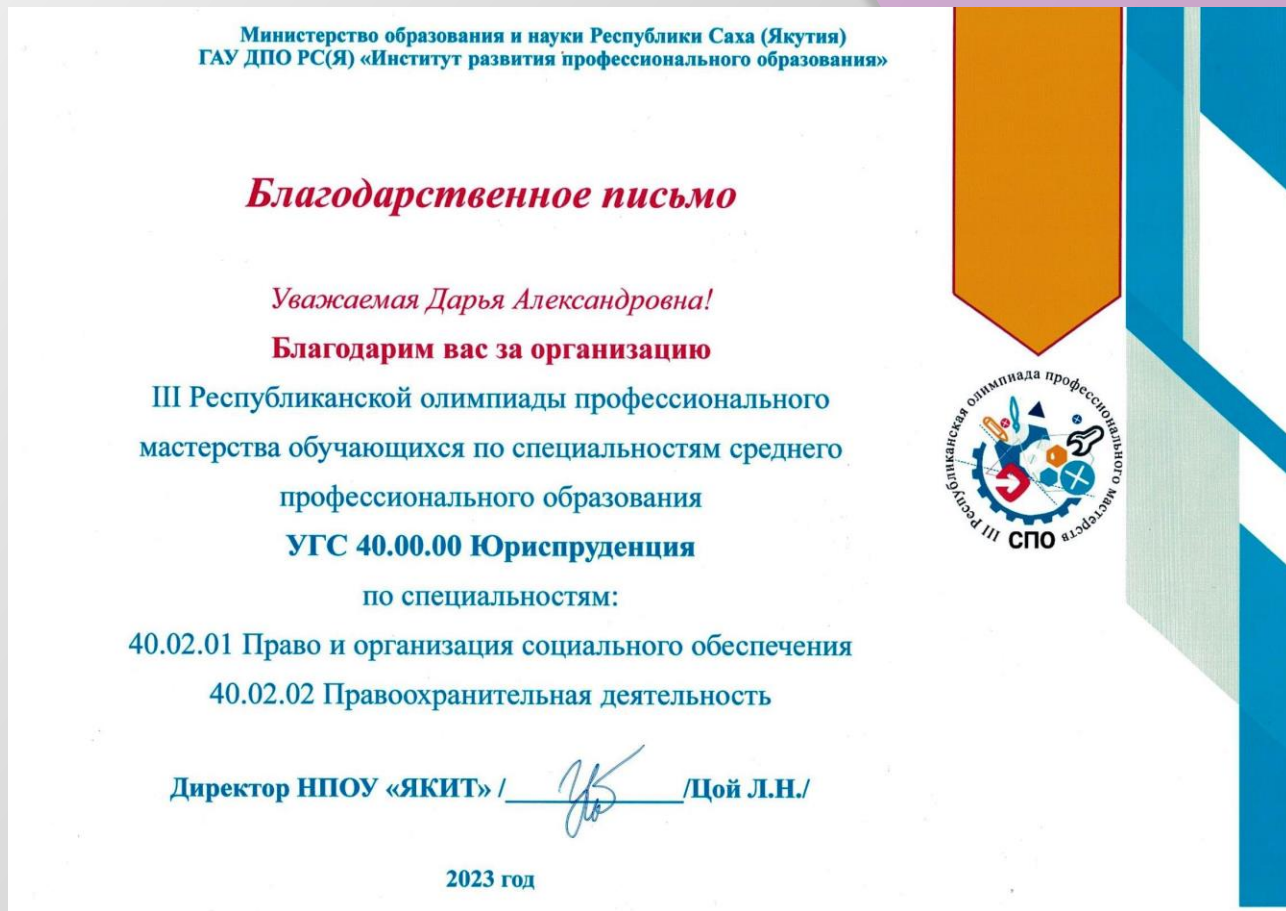 Министерство образования и науки Республики Саха (Якутия)
ГАУ ДПО РС(Я) «Институт развития профессионального образования»
Благодарственное письмо
Уважаемая Дарья Александровна!
Благодарим вас за организацию
III Республиканской олимпиады профессионального
мастерства обучающихся по специальностям среднего
профессионального образования
УГС 40.00.00 Юриспруденция
по специальностям:
40.02.01 Право и организация социального обеспечения
40.02.02 Правоохранительная деятельность
Директор НПОУ «ЯКИТ» /____________/Цой Л.Н./
2023 год
III Республиканская олимпиада профессионального мастерств
СПО